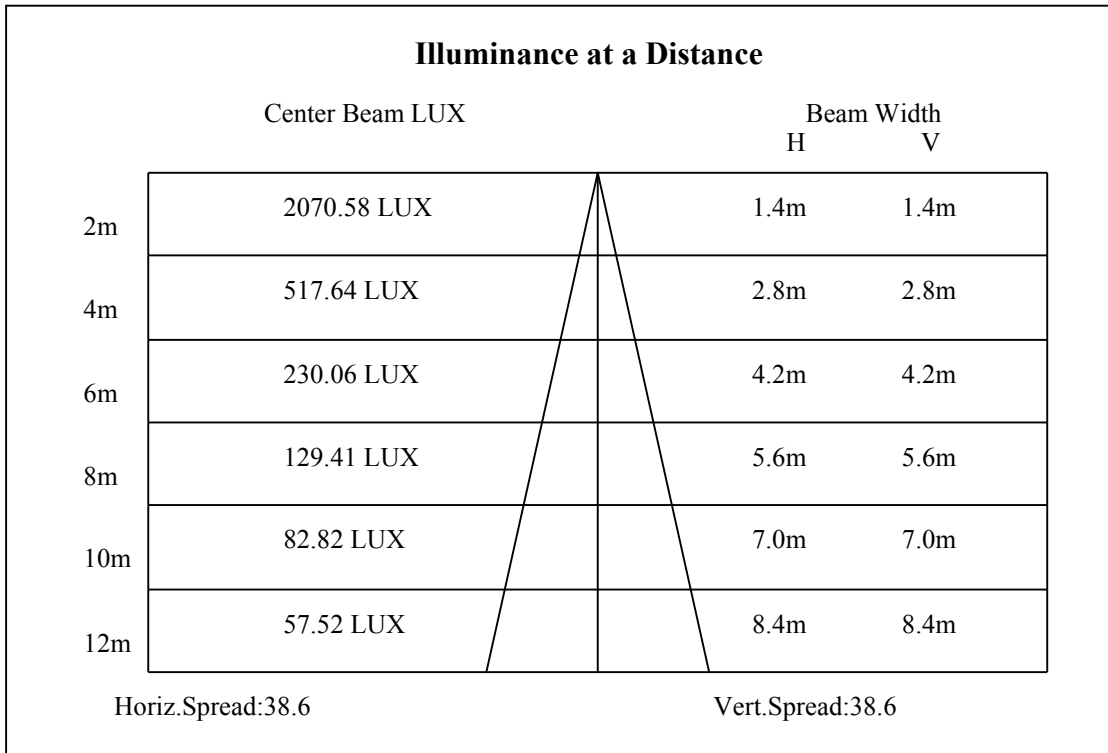 Illuminance at a Distance
Center Beam LUX Beam Width
H V
2m 2070.58 LUX 1.4m 1.4m
4m 517.64 LUX 2.8m 2.8m
6m 230.06 LUX 4.2m 4.2m
8m 129.41 LUX 5.6m 5.6m
10m 82.82 LUX 7.0m 7.0m
12m 57.52 LUX 8.4m 8.4m
Horiz.Spread:38.6 Vert.Spread:38.6